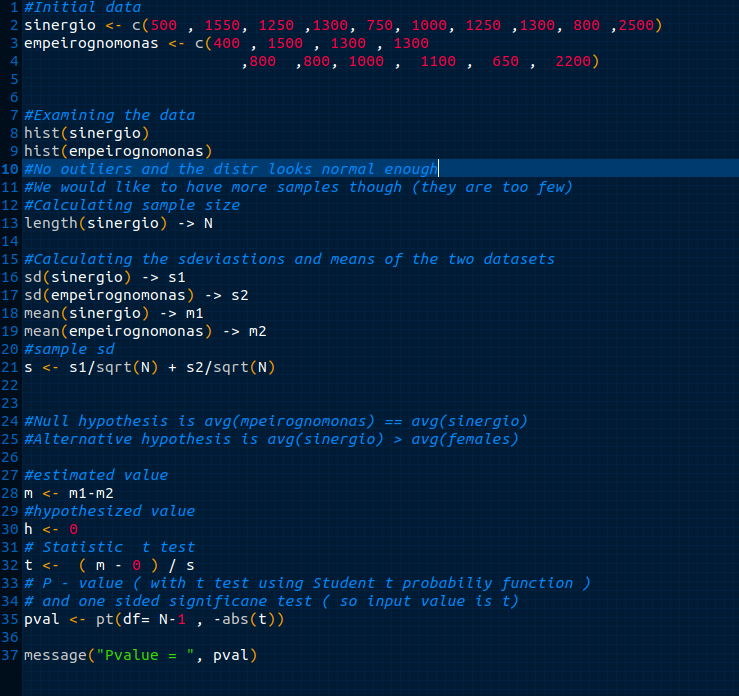 1 #Initial data
2 sinergio <- c(500 , 1550, 1250 ,1300, 750, 1000, 1250 ,1300, 800 ,2500)
3 empeirognomonas <- c(400 , 1500 , 1300 , 1300
4 ,800 ,800, 1000 , 1100 , 650 , 2200)
5
6
7 #Examining the data
8 hist(sinergio)
9 hist(empeirognomonas)
10 #No outliers and the distr looks normal enough
11 #We would like to have more samples though (they are too few)
12 #Calculating sample size
13 length(sinergio) -> N
14
15 #Calculating the sdeviastions and means of the two datasets
16 sd(sinergio) -> s1
17 sd(empeirognomonas) -> s2
18 mean(sinergio) -> m1
19 mean(empeirognomonas) -> m2
20 #sample sd
21 s <- s1/sqrt(N) + s2/sqrt(N)
22
23
24 #Null hypothesis is avg(mpeirognomonas) == avg(sinergio)
25 #Alternative hypothesis is avg(sinergio) > avg(females)
26
27 #estimated value
28 m <- m1-m2
29 #hypothesized value
30 h <- 0
31 # Statistic  t test
32 t <-  ( m - 0 ) / s
33 # P - value ( with t test using Student t probabiliy function )
34 # and one sided significane test ( so input value is t)
35 pval <- pt(df= N-1 , -abs(t))
36
37 message("Pvalue = ", pval)